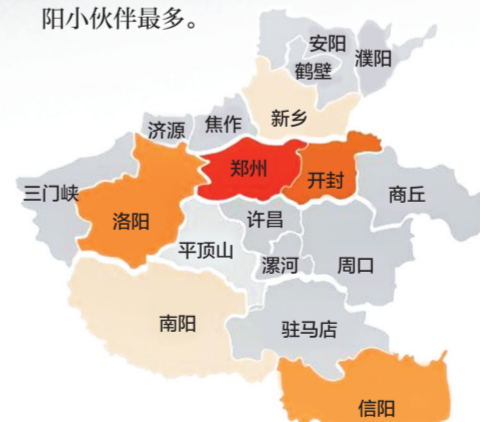 阳小伙伴最多。
安阳
濮阳
鹤壁
新乡
济源
焦作
郑州
开封
三门峡
洛阳
许昌
商丘
平顶山
漯河
周口
南阳
驻马店
信阳